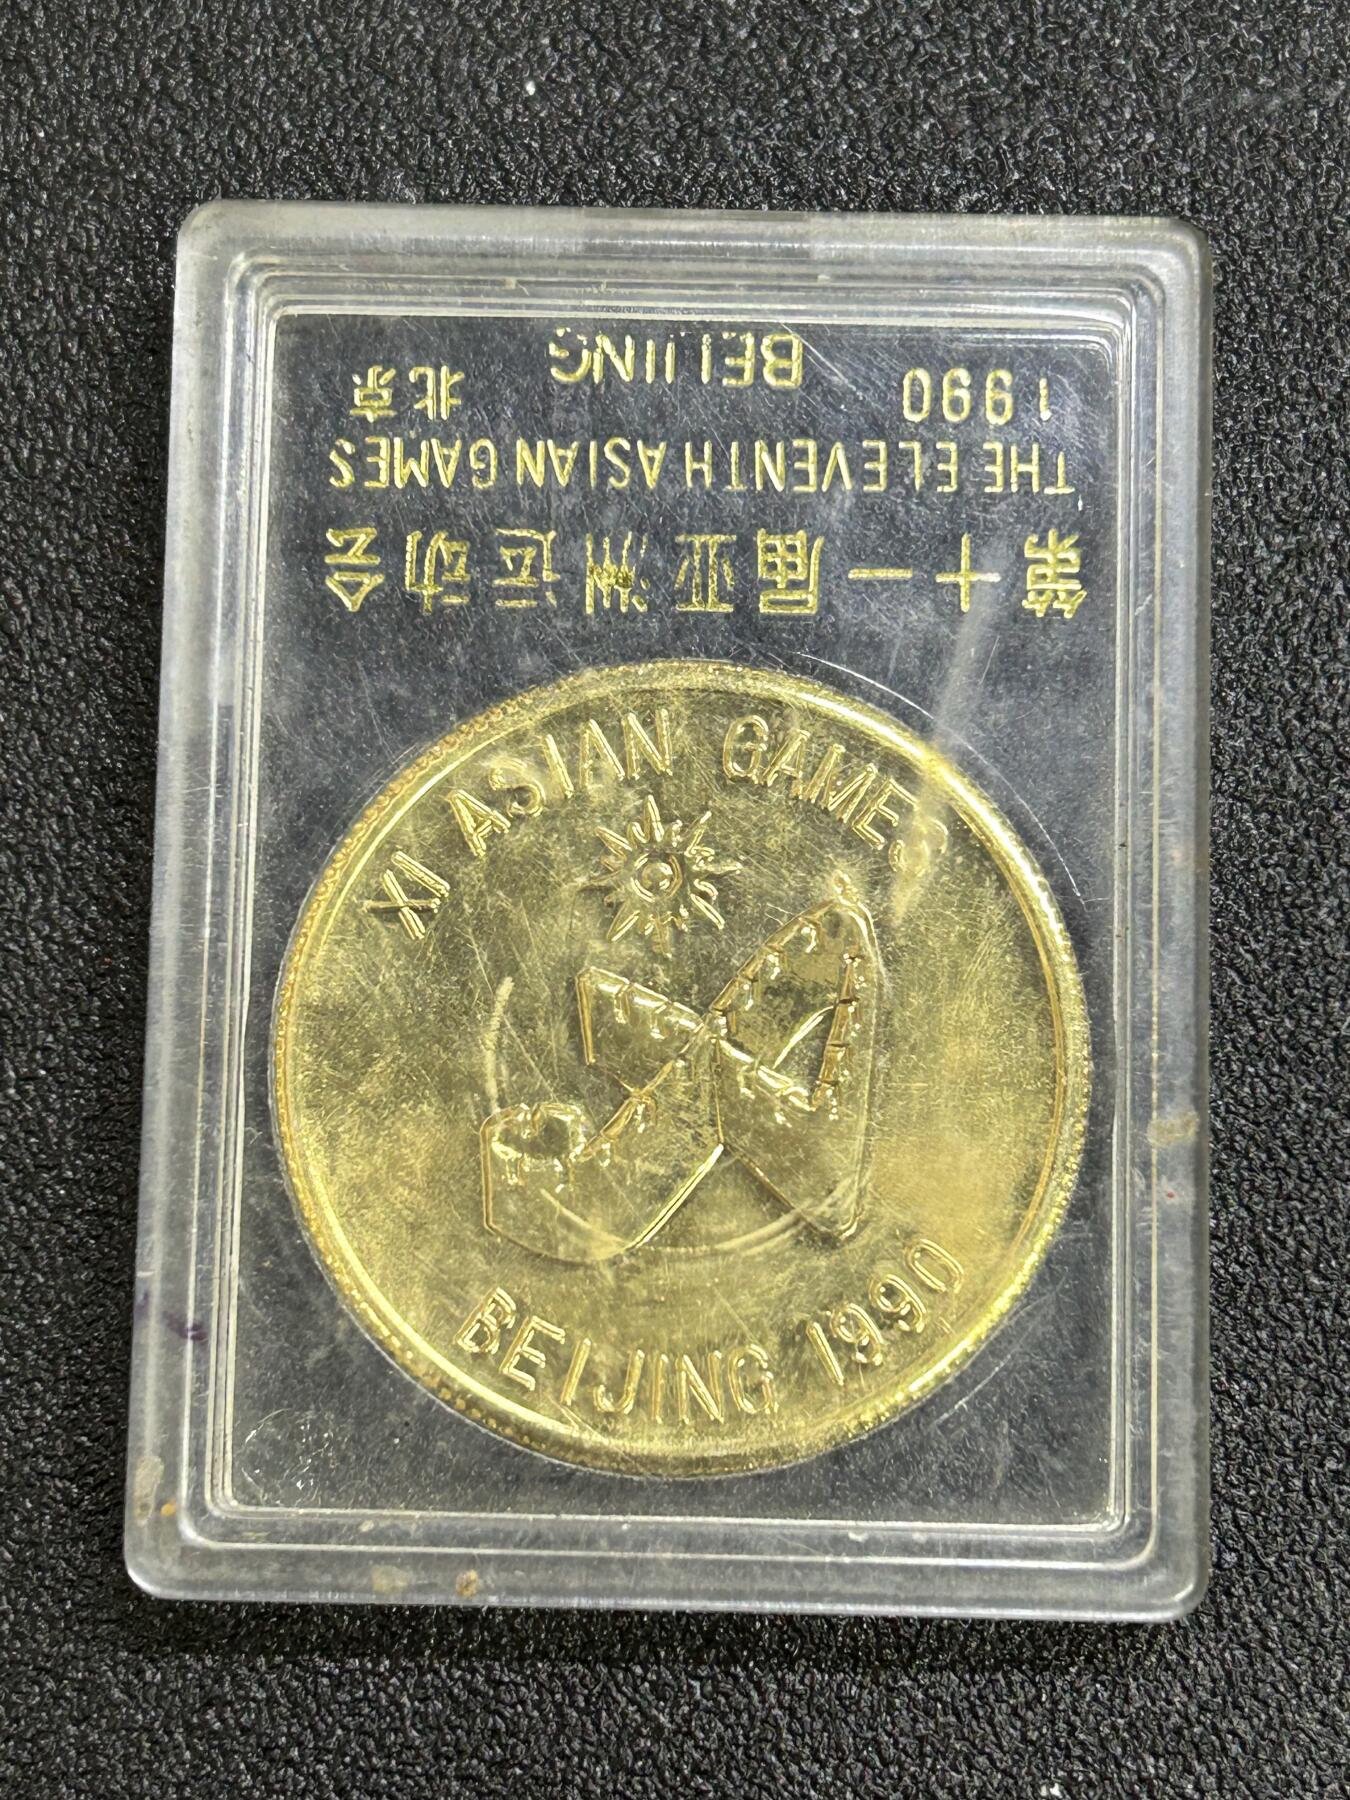 第十一届亚洲运动会
THE ELEVENTH ASIAN GAMES
1990 北京
BEIJING
XI ASIAN GAMES
BEIJING 1990